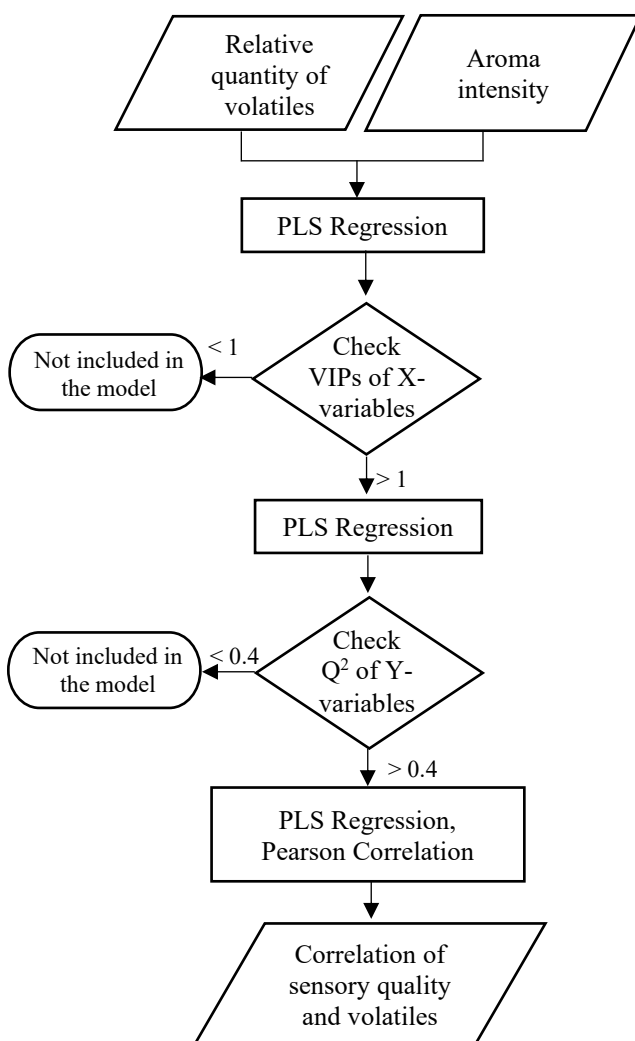 Relative
quantity of
volatiles
Aroma
intensity
PLS Regression
Check
VIPs of X-
variables
< 1
Not included in
the model
> 1
PLS Regression
Check
Q² of Y-
variables
< 0.4
Not included in
the model
> 0.4
PLS Regression,
Pearson Correlation
Correlation of
sensory quality
and volatiles